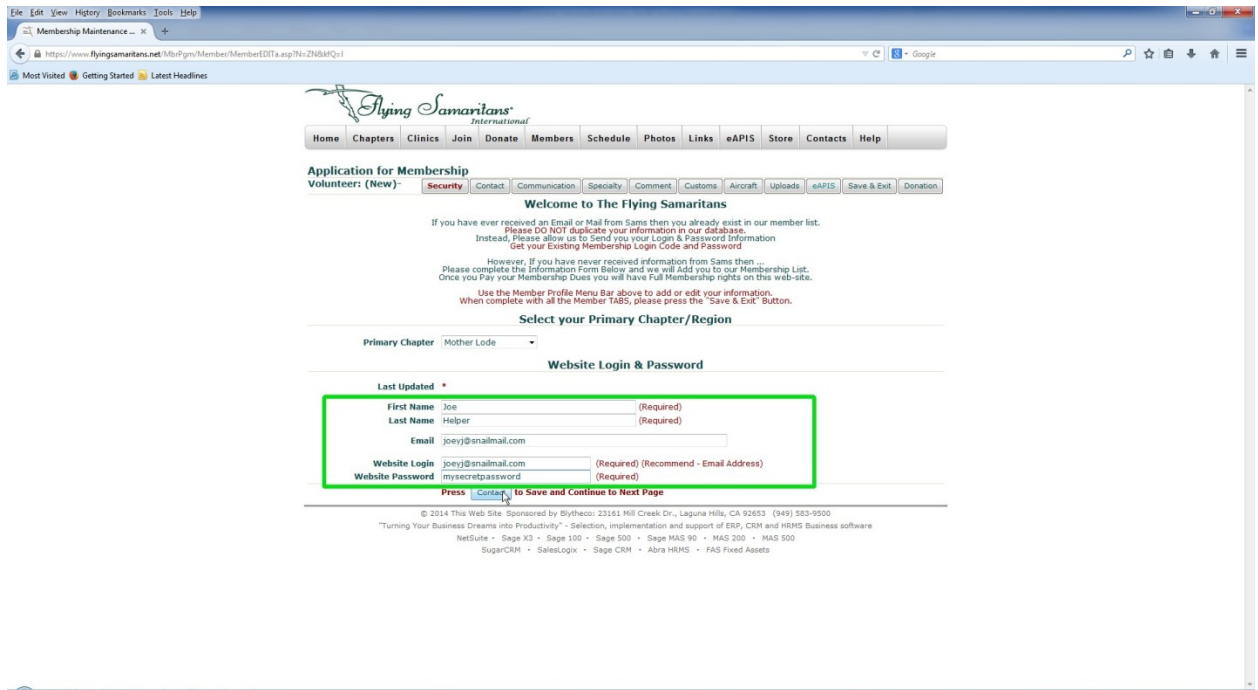 File Edit View History Bookmarks Tools Help
Membership Maintenance ... × +
https://www.flyingsamaritans.net/MbrPgm/Member/MemberEDITa.asp?N=ZN&kfQ=I Google
Most Visited Getting Started Latest Headlines
Flying Samaritans
International
Home Chapters Clinics Join Donate Members Schedule Photos Links eAPIS Store Contacts Help
Application for Membership
Volunteer: (New)- Security Contact Communication Specialty Comment Customs Aircraft Uploads eAPIS Save & Exit Donation
Welcome to The Flying Samaritans
If you have ever received an Email or Mail from Sams then you already exist in our member list.
Please DO NOT duplicate your information in our database.
Instead, Please allow us to Send you your Login & Password Information
Get your Existing Membership Login Code and Password
However, If you have never received information from Sams then ...
Please complete the Information Form Below and we will Add you to our Membership List.
Once you Pay your Membership Dues you will have Full Membership rights on this web-site.
Use the Member Profile Menu Bar above to add or edit your information.
When complete with all the Member TABS, please press the "Save & Exit" Button.
Select your Primary Chapter/Region
Primary Chapter Mother Lode
Website Login & Password
Last Updated *
First Name Joe (Required)
Last Name Helper (Required)
Email joeyj@snailmail.com
Website Login joeyj@snailmail.com (Required) (Recommend - Email Address)
Website Password mysecretpassword (Required)
Press Contact to Save and Continue to Next Page
© 2014 This Web Site Sponsored by Blytheco: 23161 Mill Creek Dr., Laguna Hills, CA 92653 (949) 583-9500
"Turning Your Business Dreams into Productivity" - Selection, implementation and support of ERP, CRM and HRMS Business software
NetSuite • Sage X3 • Sage 100 • Sage 500 • Sage MAS 90 • MAS 200 • MAS 500
SugarCRM • SalesLogix • Sage CRM • Abra HRMS • FAS Fixed Assets